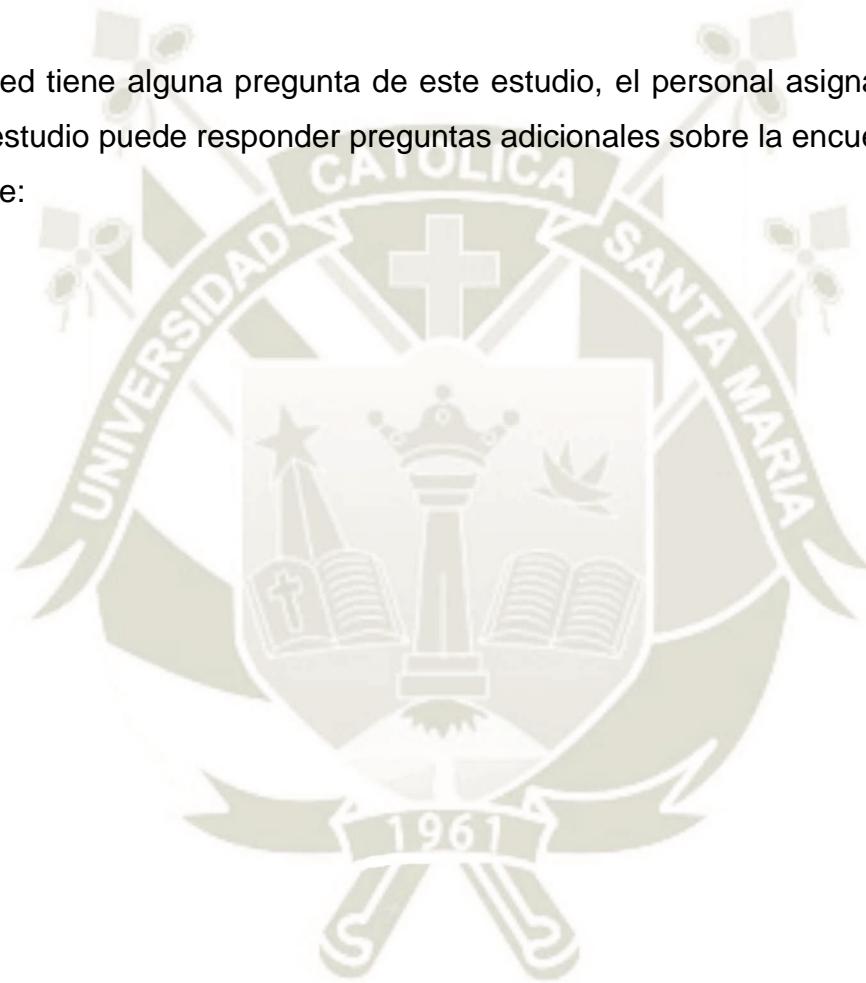 ed tiene alguna pregunta de este estudio, el personal asigna
estudio puede responder preguntas adicionales sobre la encue
e:
CATOLICA
UNIVERSIDAD
SANTA MARIA
1961